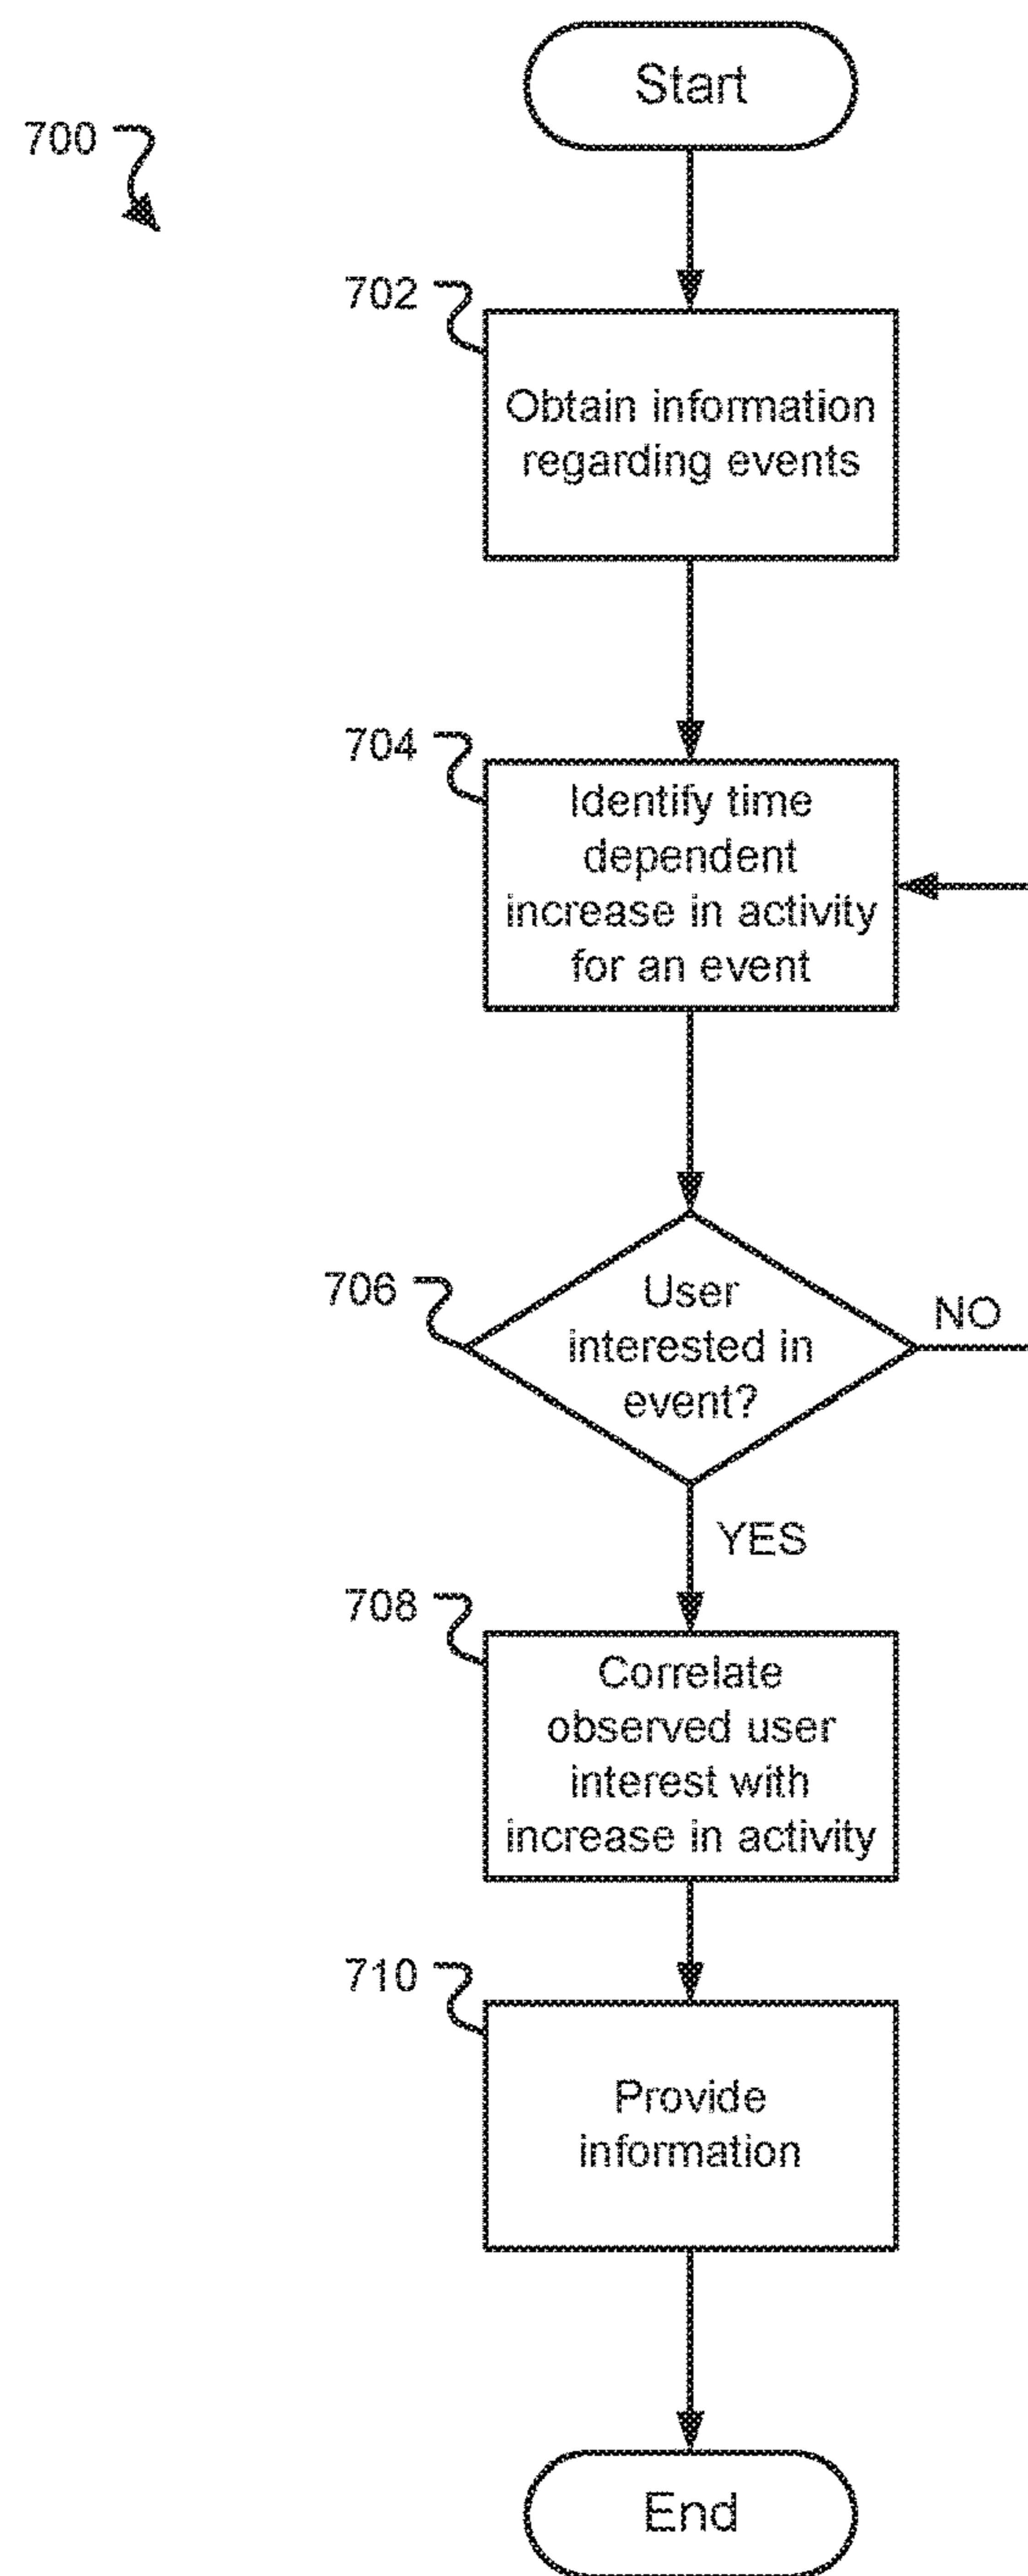 Start
700
702
Obtain information
regarding events
704
Identify time
dependent
increase in activity
for an event
706
User
interested in
event?
NO
YES
708
Correlate
observed user
interest with
increase in activity
710
Provide
information
End